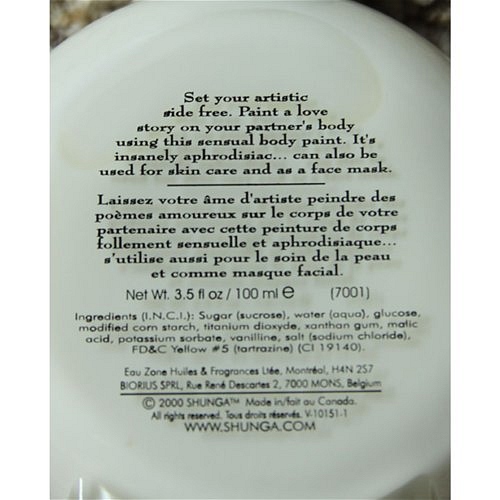 Set your artistic
side free. Paint a love
story on your partner's body
using this sensual body paint. It's
insanely aphrodisiac... can also be
used for skin care and as a face mask.
Laissez votre âme d'artiste peindre des
poèmes amoureux sur le corps de votre
partenaire avec cette peinture de corps
follement sensuelle et aphrodisiaque...
s'utilise aussi pour le soin de la peau
et comme masque facial.
Net Wt. 3.5 fl oz / 100 ml ℮ (7001)
Ingredients (I.N.C.I.): Sugar (sucrose), water (aqua), glucose,
modified corn starch, titanium dioxyde, xanthan gum, malic
acid, potassium sorbate, vanilline, salt (sodium chloride),
FD&C Yellow #5 (tartrazine) (CI 19140).
Eau Zone Huiles & Fragrances Ltée, Montréal, H4N 2S7
BIORIUS SPRL, Rue René Descartes 2, 7000 MONS, Belgium
© 2000 SHUNGA™ Made in/fait au Canada.
All rights reserved. Tous droits réservés. V-10151-1
WWW.SHUNGA.COM